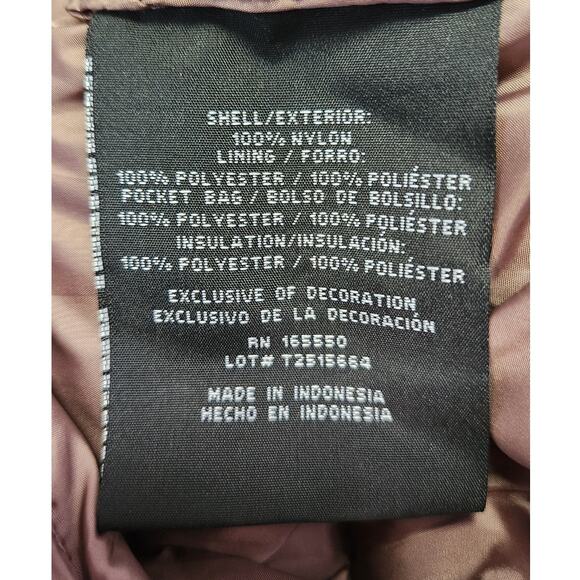 SHELL/EXTERIOR:
100% NYLON
LINING / FORRO:
100% POLYESTER / 100% POLIÉSTER
POCKET BAG / BOLSO DE BOLSILLO:
100% POLYESTER / 100% POLIÉSTER
INSULATION/INSULACIÓN:
100% POLYESTER / 100% POLIÉSTER
EXCLUSIVE OF DECORATION
EXCLUSIVO DE LA DECORACIÓN
RN 165550
LOT# T2515664
MADE IN INDONESIA
HECHO EN INDONESIA